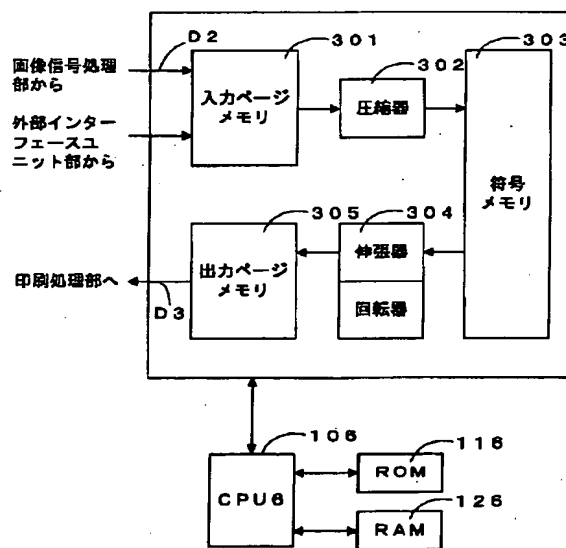 D2
画像信号処理
部から
外部インター
フェースユ
ニット部から
301
入力ページ
メモリ
302
圧縮器
303
符号
メモリ
305
出力ページ
メモリ
304
伸張器
回転器
印刷処理部へ
D3
106
CPU6
116
ROM
126
RAM